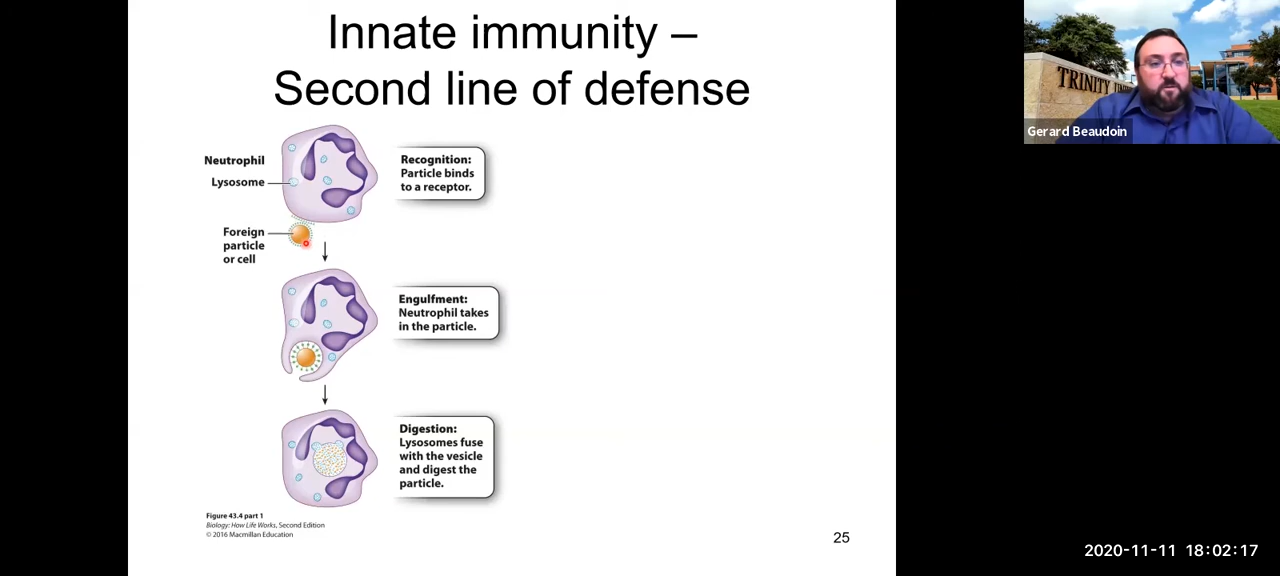 Innate immunity –
Second line of defense
Neutrophil
Lysosome
Recognition:
Particle binds
to a receptor.
Foreign
particle
or cell
Engulfment:
Neutrophil takes
in the particle.
Digestion:
Lysosomes fuse
with the vesicle
and digest the
particle.
Figure 43.4 part 1
Biology: How Life Works, Second Edition
© 2016 Macmillan Education
25
TRINITY
Gerard Beaudoin
2020-11-11 18:02:17